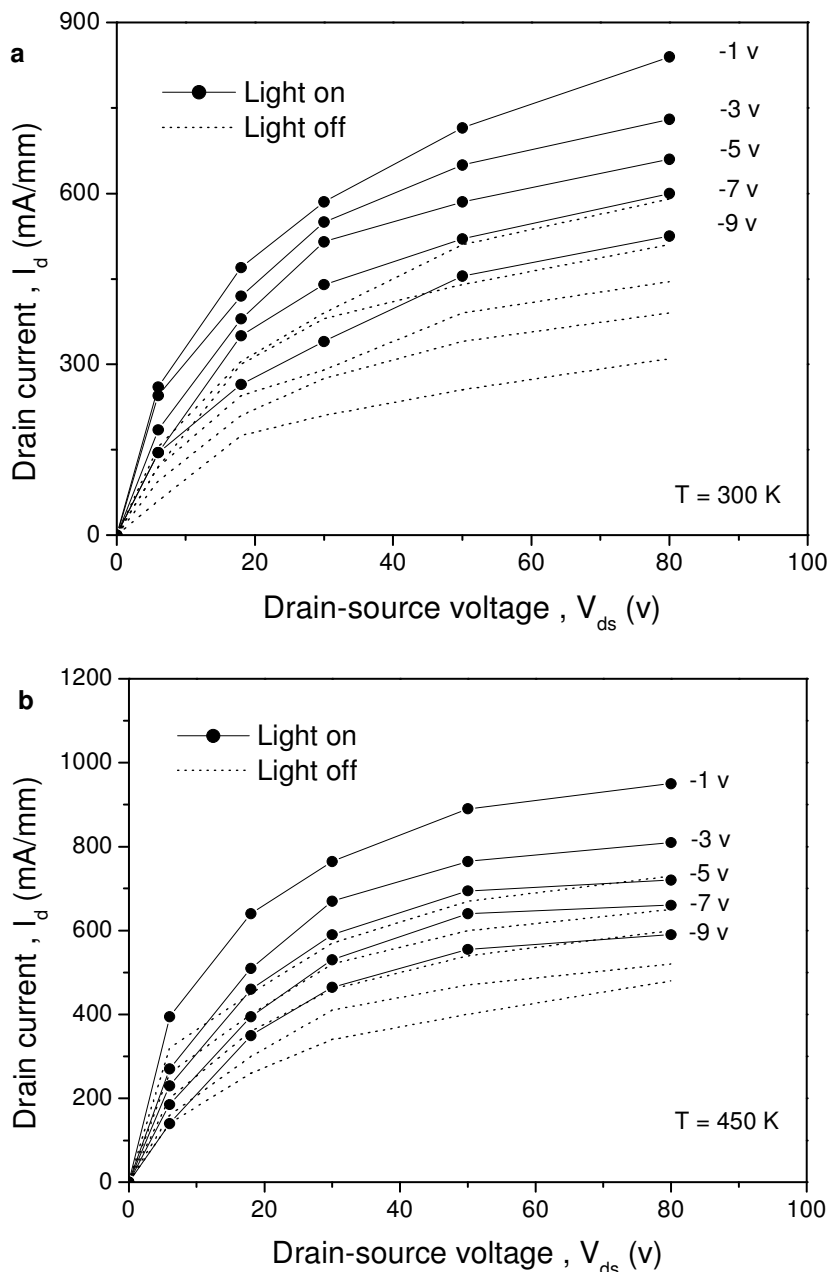 a
900
600
300
0
Drain current , I_d (mA/mm)
Light on
Light off
-1 v
-3 v
-5 v
-7 v
-9 v
T = 300 K
0 20 40 60 80 100
Drain-source voltage , V_ds (v)
b
1200
1000
800
600
400
200
0
Drain current , I_d (mA/mm)
Light on
Light off
-1 v
-3 v
-5 v
-7 v
-9 v
T = 450 K
0 20 40 60 80 100
Drain-source voltage , V_ds (v)